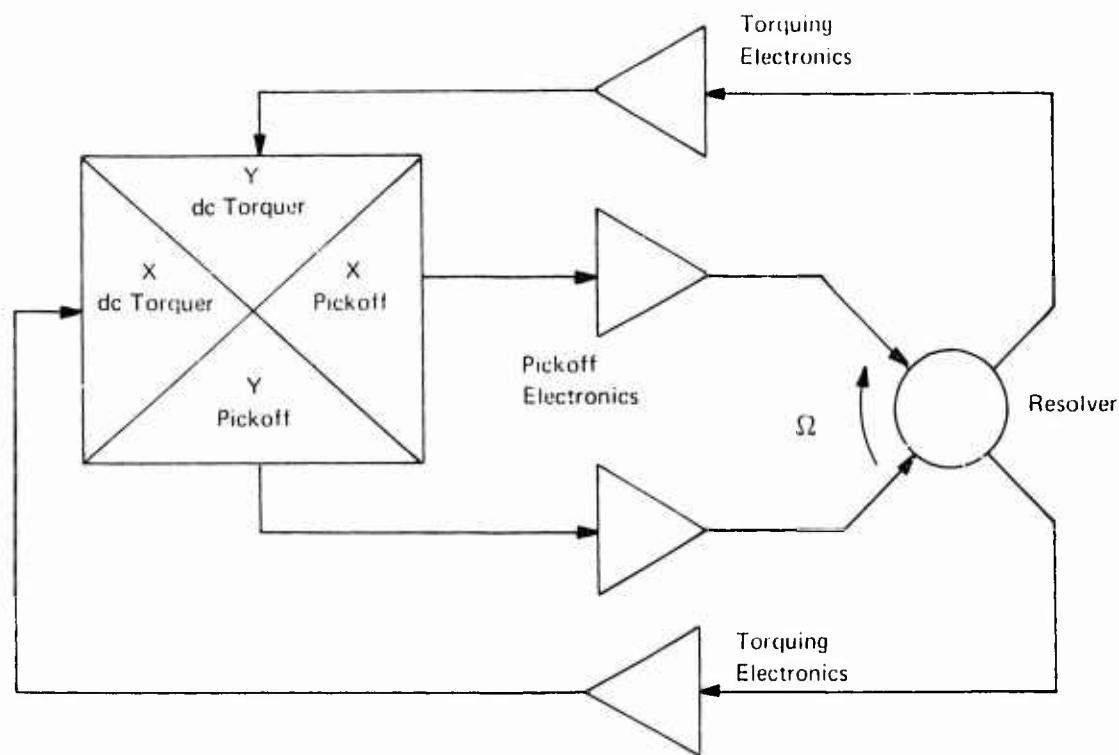 Torquing
Electronics
Y
dc Torquer
X
dc Torquer
X
Pickoff
Y
Pickoff
Pickoff
Electronics
Ω
Resolver
Torquing
Electronics